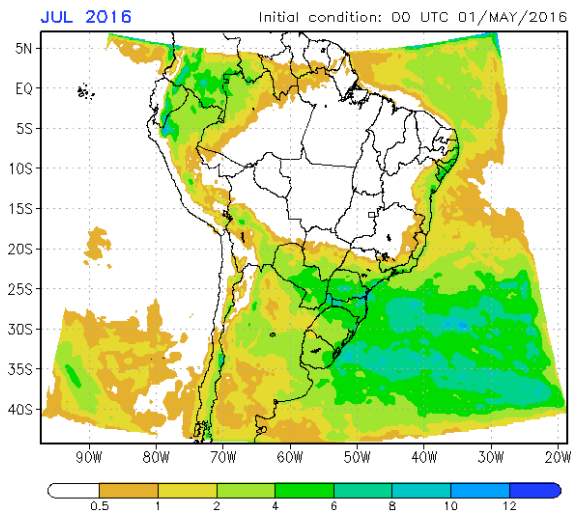 JUL 2016 Initial condition: 00 UTC 01/MAY/2016
5N
EQ
5S
10S
15S
20S
25S
30S
35S
40S
90W 80W 70W 60W 50W 40W 30W 20W
0.5 1 2 4 6 8 10 12